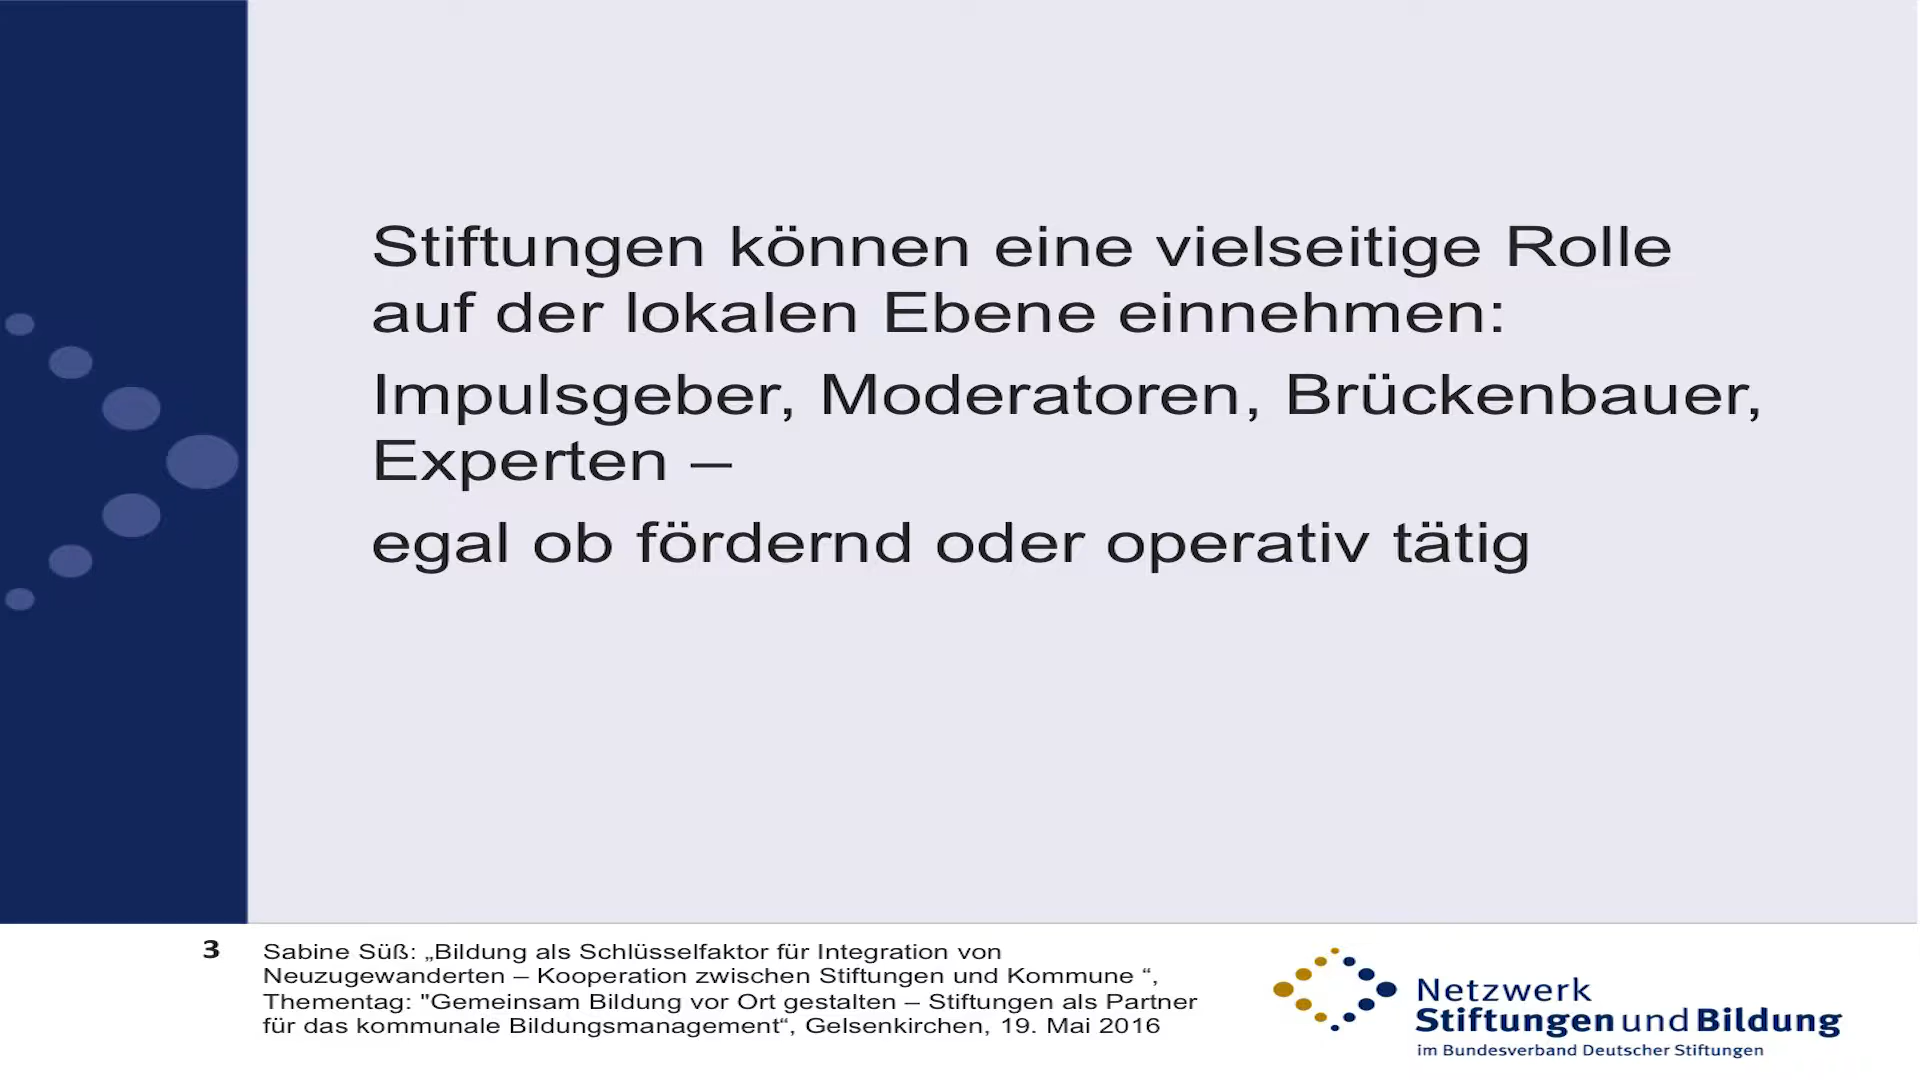 Stiftungen können eine vielseitige Rolle
auf der lokalen Ebene einnehmen:
Impulsgeber, Moderatoren, Brückenbauer,
Experten –
egal ob fördernd oder operativ tätig
3
Sabine Süß: „Bildung als Schlüsselfaktor für Integration von
Neuzugewanderten – Kooperation zwischen Stiftungen und Kommune “,
Thementag: "Gemeinsam Bildung vor Ort gestalten – Stiftungen als Partner
für das kommunale Bildungsmanagement“, Gelsenkirchen, 19. Mai 2016
Netzwerk
Stiftungen und Bildung
im Bundesverband Deutscher Stiftungen